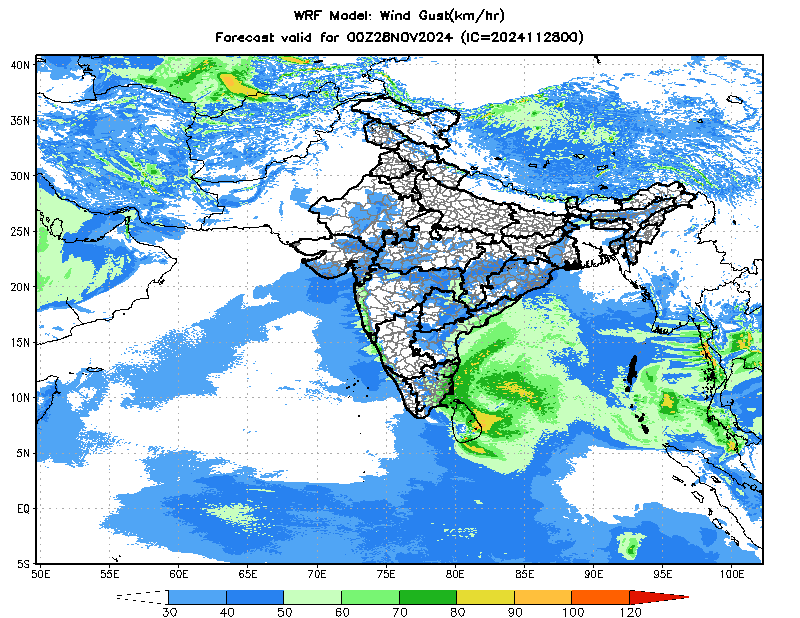 WRF Model: Wind Gust(km/hr)
Forecast valid for 00Z28NOV2024 (IC=2024112800)
40N
35N
30N
25N
20N
15N
10N
5N
EQ
5S
50E 55E 60E 65E 70E 75E 80E 85E 90E 95E 100E
30 40 50 60 70 80 90 100 120